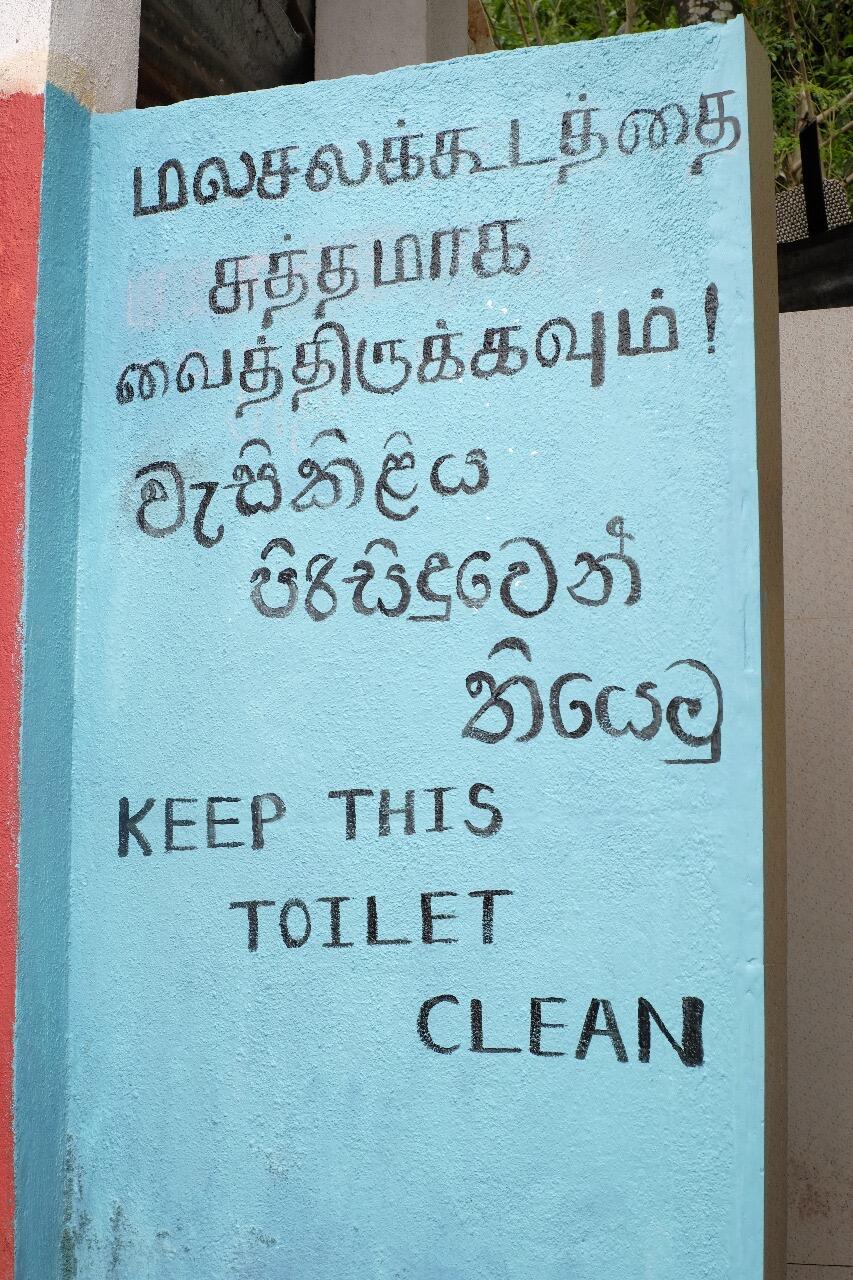 மலசலக்கூடத்தை
சுத்தமாக
வைத்திருக்கவும்!
වැසිකිළිය
පිරිසිදුවෙන්
තියෙමු
KEEP THIS
TOILET
CLEAN